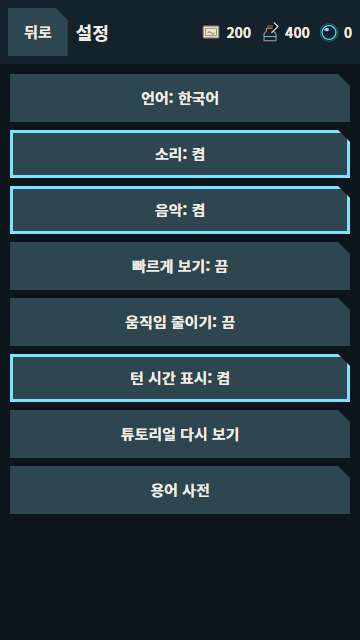 뒤로 설정 200 400 0
언어: 한국어
소리: 켬
음악: 켬
빠르게 보기: 끔
움직임 줄이기: 끔
턴 시간 표시: 켬
튜토리얼 다시 보기
용어 사전